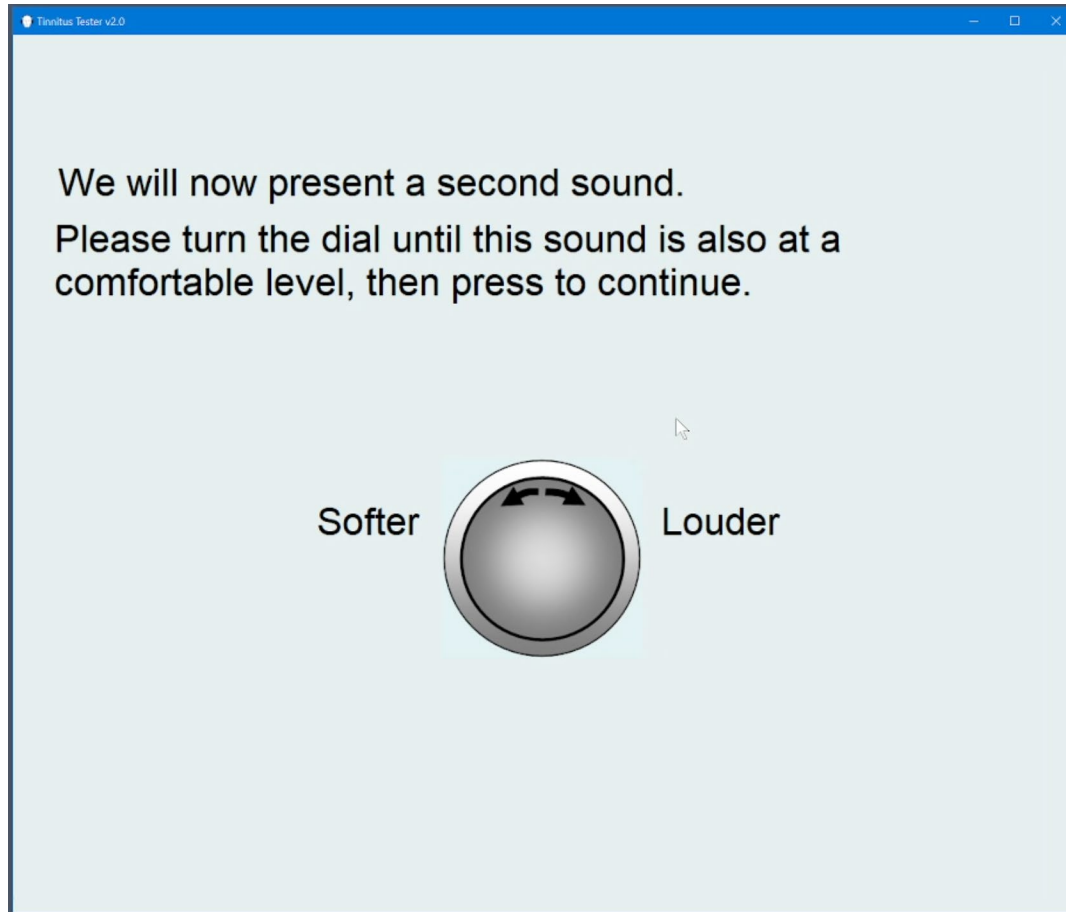 Tinnitus Tester v2.0
We will now present a second sound.
Please turn the dial until this sound is also at a
comfortable level, then press to continue.
Softer
Louder